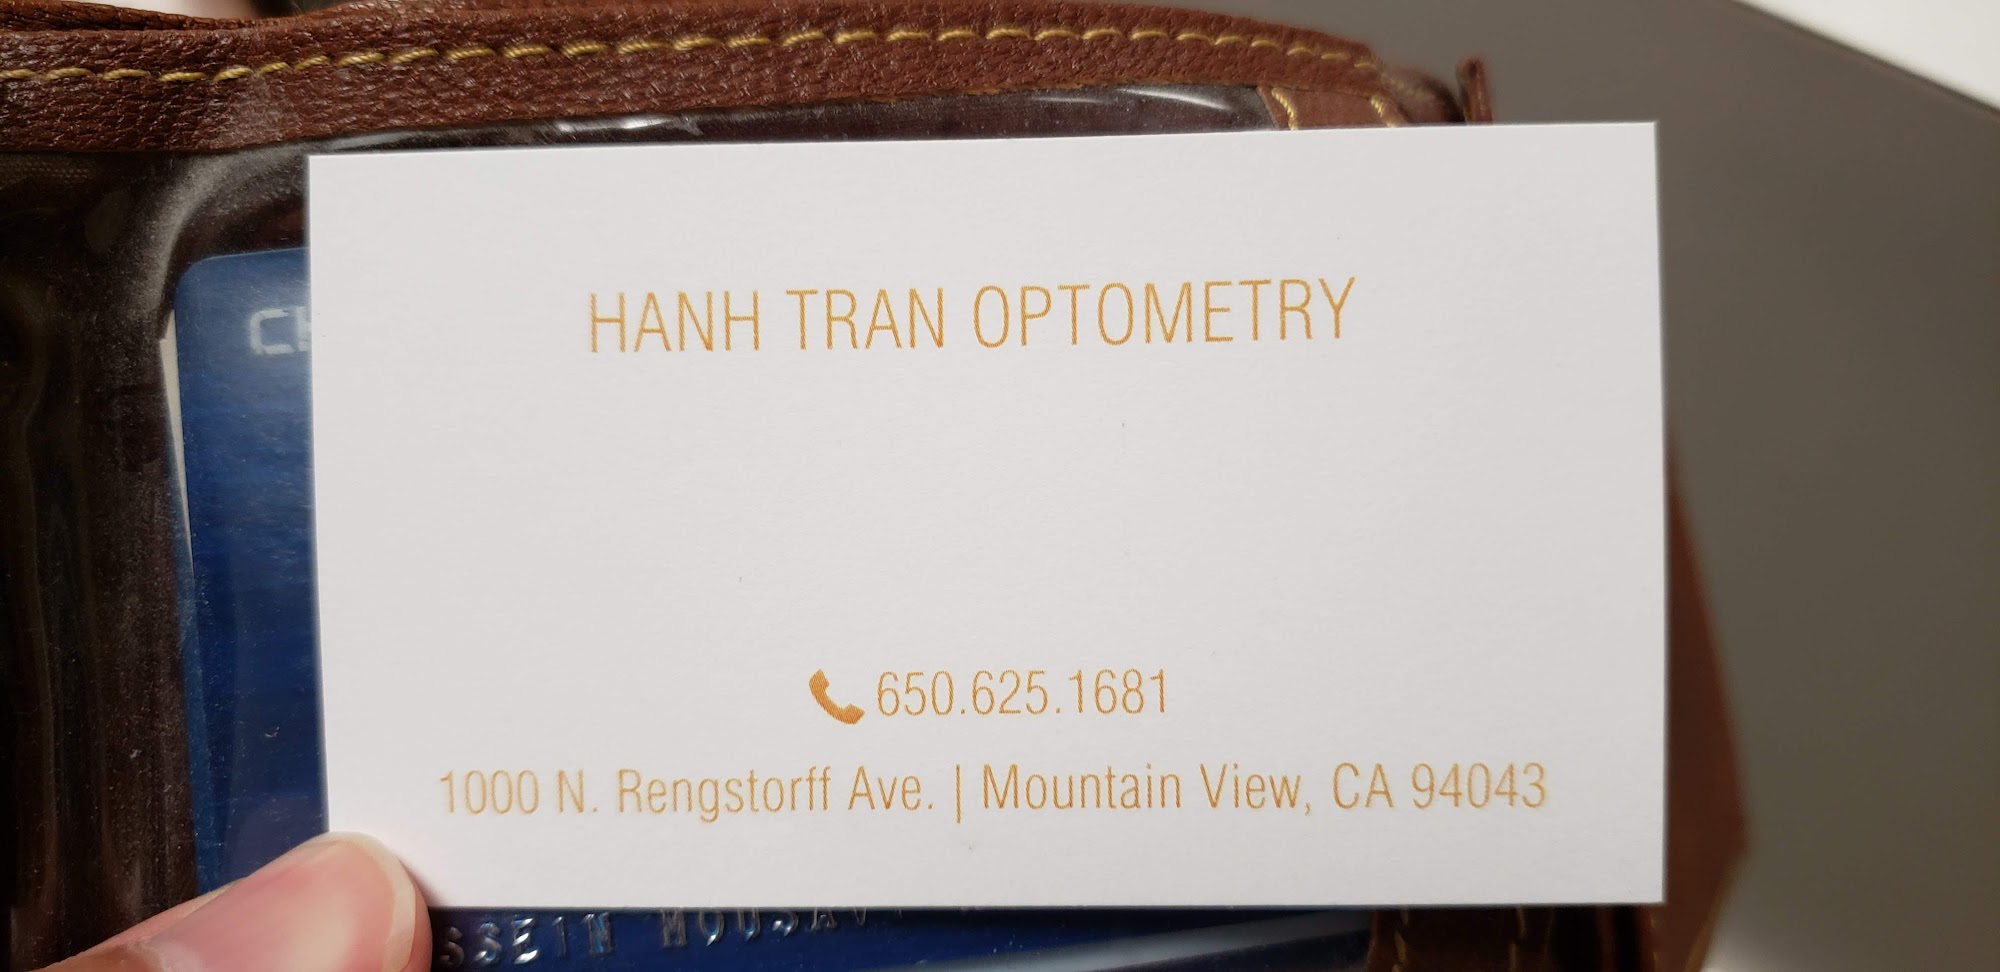 HANH TRAN OPTOMETRY
650.625.1681
1000 N. Rengstorff Ave. | Mountain View, CA 94043